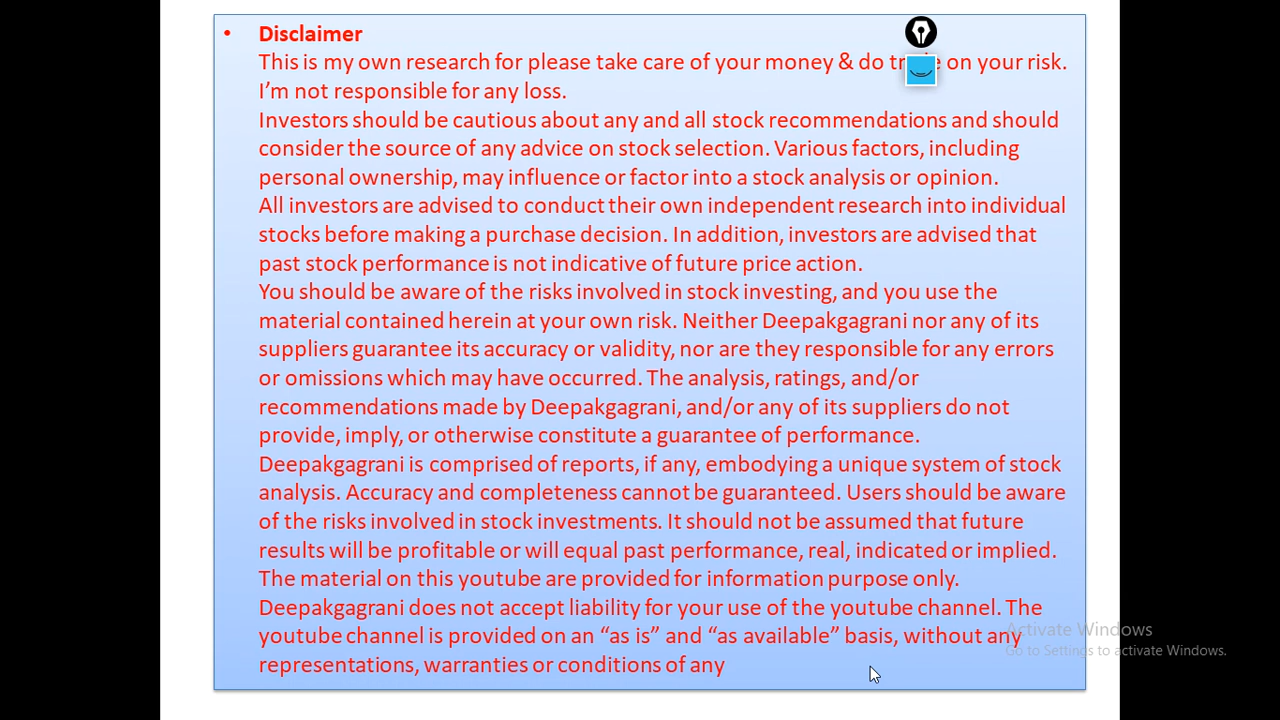 • Disclaimer
This is my own research for please take care of your money & do on your risk.
I’m not responsible for any loss.
Investors should be cautious about any and all stock recommendations and should
consider the source of any advice on stock selection. Various factors, including
personal ownership, may influence or factor into a stock analysis or opinion.
All investors are advised to conduct their own independent research into individual
stocks before making a purchase decision. In addition, investors are advised that
past stock performance is not indicative of future price action.
You should be aware of the risks involved in stock investing, and you use the
material contained herein at your own risk. Neither Deepakgagrani nor any of its
suppliers guarantee its accuracy or validity, nor are they responsible for any errors
or omissions which may have occurred. The analysis, ratings, and/or
recommendations made by Deepakgagrani, and/or any of its suppliers do not
provide, imply, or otherwise constitute a guarantee of performance.
Deepakgagrani is comprised of reports, if any, embodying a unique system of stock
analysis. Accuracy and completeness cannot be guaranteed. Users should be aware
of the risks involved in stock investments. It should not be assumed that future
results will be profitable or will equal past performance, real, indicated or implied.
The material on this youtube are provided for information purpose only.
Deepakgagrani does not accept liability for your use of the youtube channel. The
youtube channel is provided on an “as is” and “as available” basis, without any
representations, warranties or conditions of any
Activate Windows
Go to Settings to activate Windows.